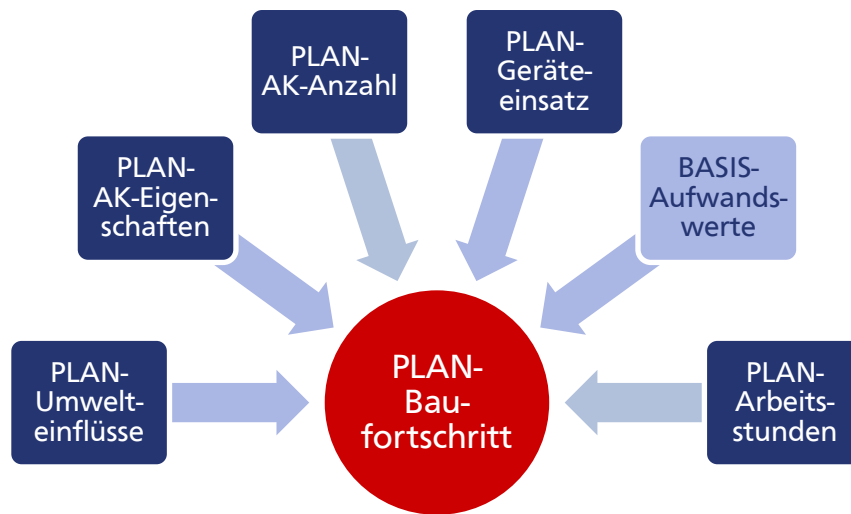 PLAN-
AK-Anzahl
PLAN-
Geräte-
einsatz
PLAN-
AK-Eigen-
schaften
BASIS-
Aufwands-
werte
PLAN-
Umwelt-
einflüsse
PLAN-
Bau-
fortschritt
PLAN-
Arbeits-
stunden